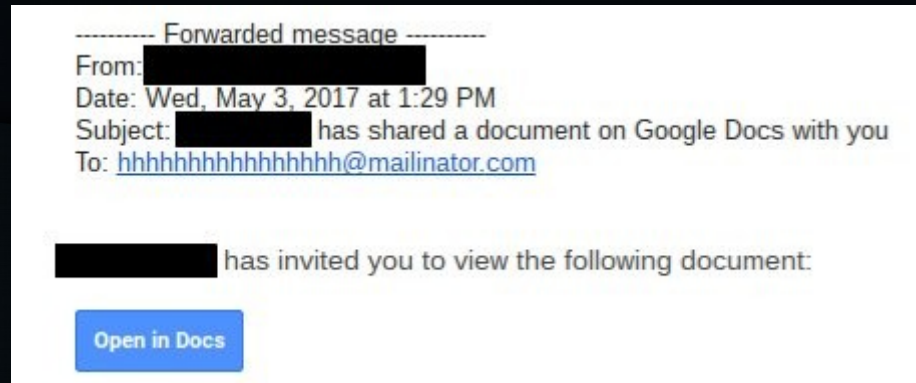 ---------- Forwarded message ----------
From:
Date: Wed, May 3, 2017 at 1:29 PM
Subject: has shared a document on Google Docs with you
To: hhhhhhhhhhhhhhhh@mailinator.com
has invited you to view the following document:
Open in Docs